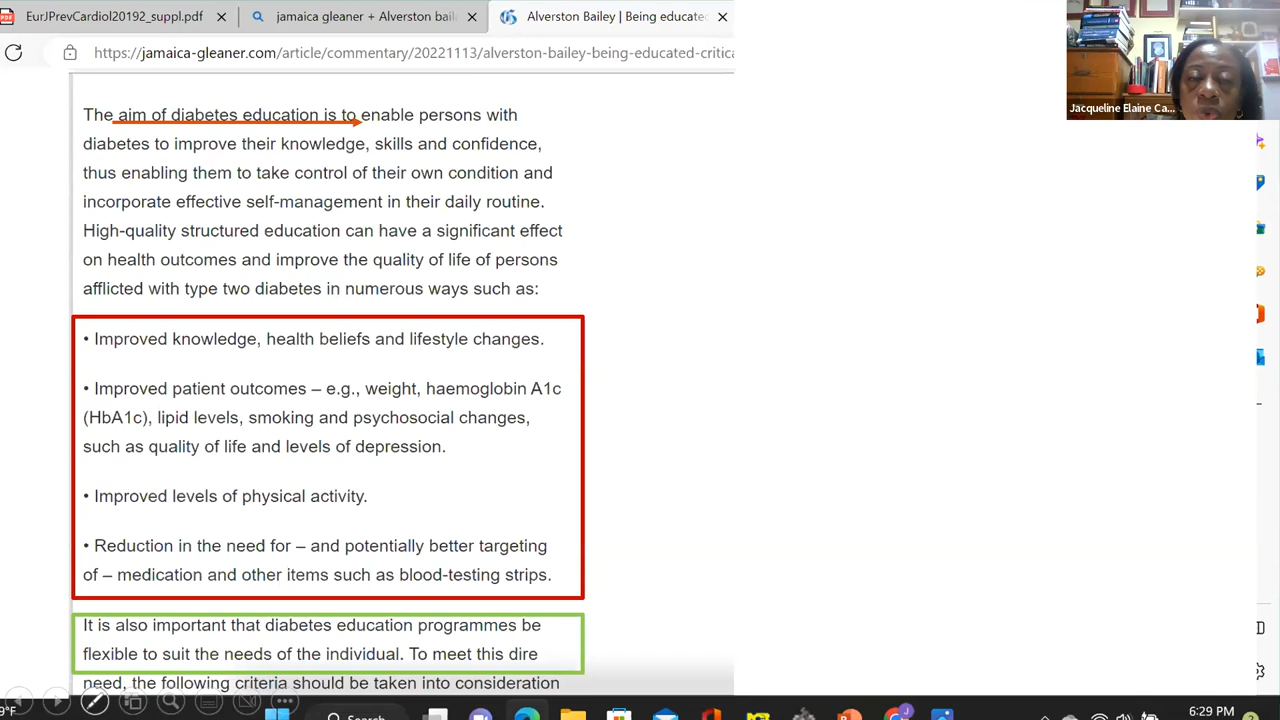 EurJPrevCardiol20192_suppl.pdf
jamaica gleaner + Alverston bail
Alverston Bailey | Being educate
https://jamaica-gleaner.com/article/commentary/20221113/alverston-bailey-being-educated-critica
Jacqueline Elaine Ca...
The aim of diabetes education is to enable persons with
diabetes to improve their knowledge, skills and confidence,
thus enabling them to take control of their own condition and
incorporate effective self-management in their daily routine.
High-quality structured education can have a significant effect
on health outcomes and improve the quality of life of persons
afflicted with type two diabetes in numerous ways such as:
• Improved knowledge, health beliefs and lifestyle changes.
• Improved patient outcomes – e.g., weight, haemoglobin A1c
(HbA1c), lipid levels, smoking and psychosocial changes,
such as quality of life and levels of depression.
• Improved levels of physical activity.
• Reduction in the need for – and potentially better targeting
of – medication and other items such as blood-testing strips.
It is also important that diabetes education programmes be
flexible to suit the needs of the individual. To meet this dire
need, the following criteria should be taken into consideration
9°F
Search
6:29 PM